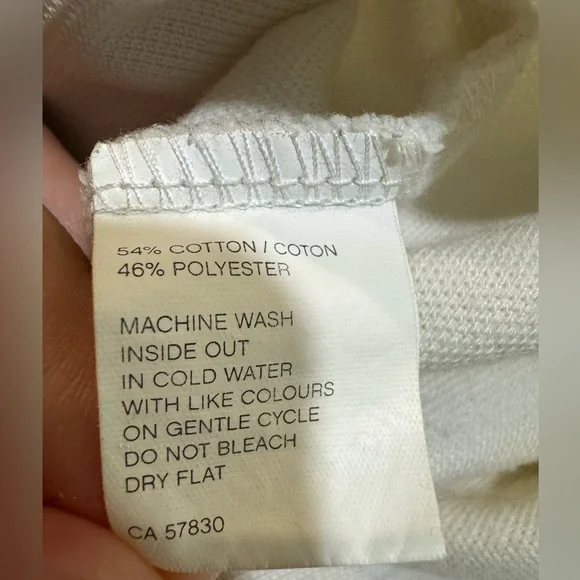 54% COTTON / COTON
46% POLYESTER
MACHINE WASH
INSIDE OUT
IN COLD WATER
WITH LIKE COLOURS
ON GENTLE CYCLE
DO NOT BLEACH
DRY FLAT
CA 57830